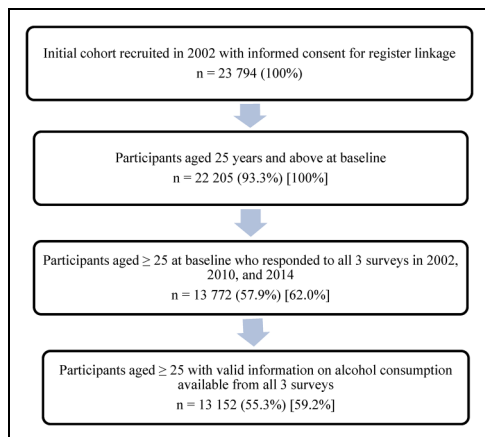 Initial cohort recruited in 2002 with informed consent for register linkage
n = 23 794 (100%)
Participants aged 25 years and above at baseline
n = 22 205 (93.3%) [100%]
Participants aged ≥ 25 at baseline who responded to all 3 surveys in 2002,
2010, and 2014
n = 13 772 (57.9%) [62.0%]
Participants aged ≥ 25 with valid information on alcohol consumption
available from all 3 surveys
n = 13 152 (55.3%) [59.2%]